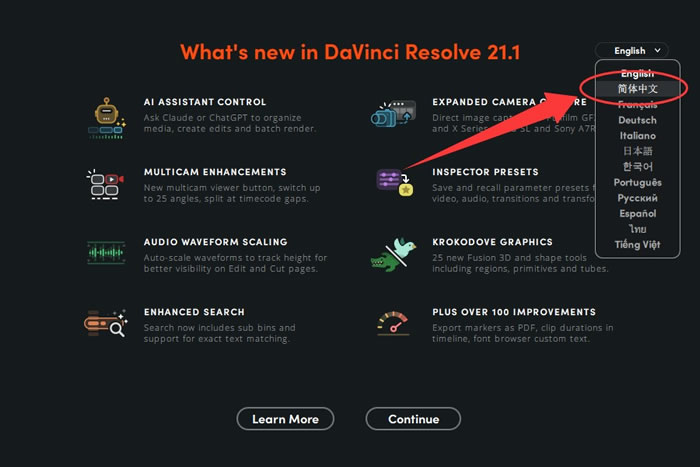 What's new in DaVinci Resolve 21.1
English
English
简体中文
Français
Deutsch
Italiano
日本語
한국어
Português
Русский
Español
ไทย
Tiếng Việt
AI ASSISTANT CONTROL
Ask Claude or ChatGPT to organize
media, create edits and batch render.
EXPANDED CAMERA
Direct image
and X Series SL and Sony A7R
MULTICAM ENHANCEMENTS
New multicam viewer button, switch up
to 25 angles, split at timecode gaps.
INSPECTOR PRESETS
Save and recall parameter presets
video, audio, transitions and
AUDIO WAVEFORM SCALING
Auto-scale waveforms to track height for
better visibility on Edit and Cut pages.
KROKODOVE GRAPHICS
25 new Fusion 3D and shape tools
including regions, primitives and tubes.
ENHANCED SEARCH
Search now includes sub bins and
support for exact text matching.
PLUS OVER 100 IMPROVEMENTS
Export markers as PDF, clip durations in
timeline, font browser custom text.
Learn More
Continue